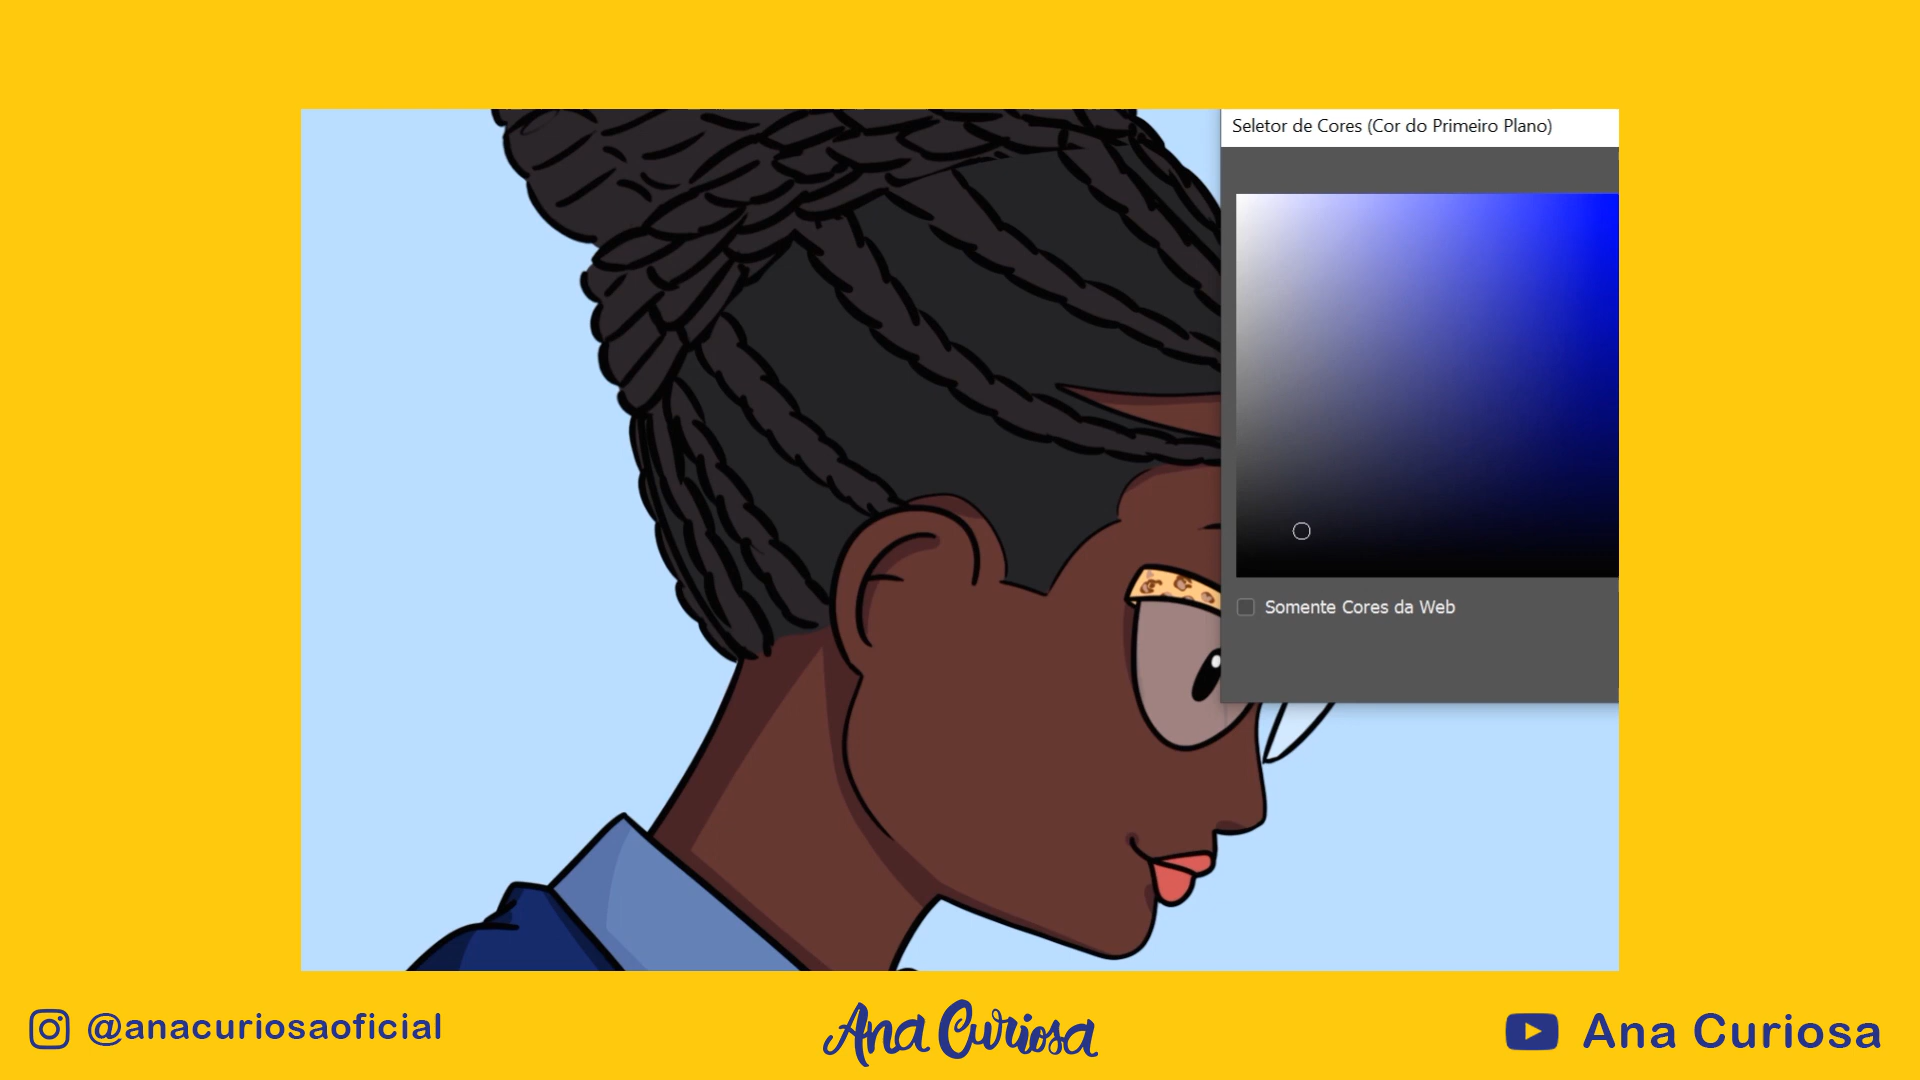 Seletor de Cores (Cor do Primeiro Plano)
Somente Cores da Web
@anacuriosaoficial
Ana Curiosa
Ana Curiosa